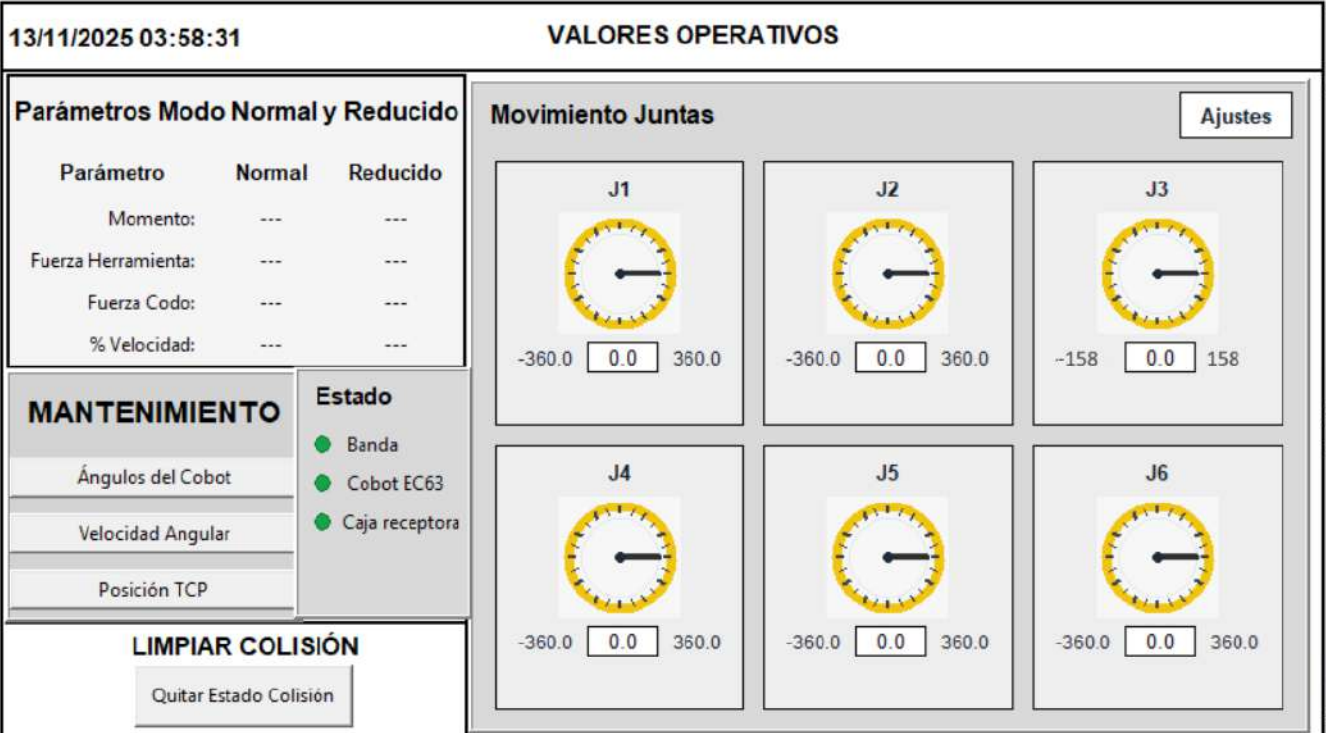 13/11/2025 03:58:31
VALORES OPERATIVOS
Parámetros Modo Normal y Reducido
Parámetro Normal Reducido
Momento: --- ---
Fuerza Herramienta: --- ---
Fuerza Codo: --- ---
% Velocidad: --- ---
MANTENIMIENTO
Ángulos del Cobot
Velocidad Angular
Posición TCP
Estado
Banda
Cobot EC63
Caja receptora
LIMPIAR COLISIÓN
Quitar Estado Colisión
Movimiento Juntas
Ajustes
J1
-360.0 0.0 360.0
J2
-360.0 0.0 360.0
J3
-158 0.0 158
J4
-360.0 0.0 360.0
J5
-360.0 0.0 360.0
J6
-360.0 0.0 360.0